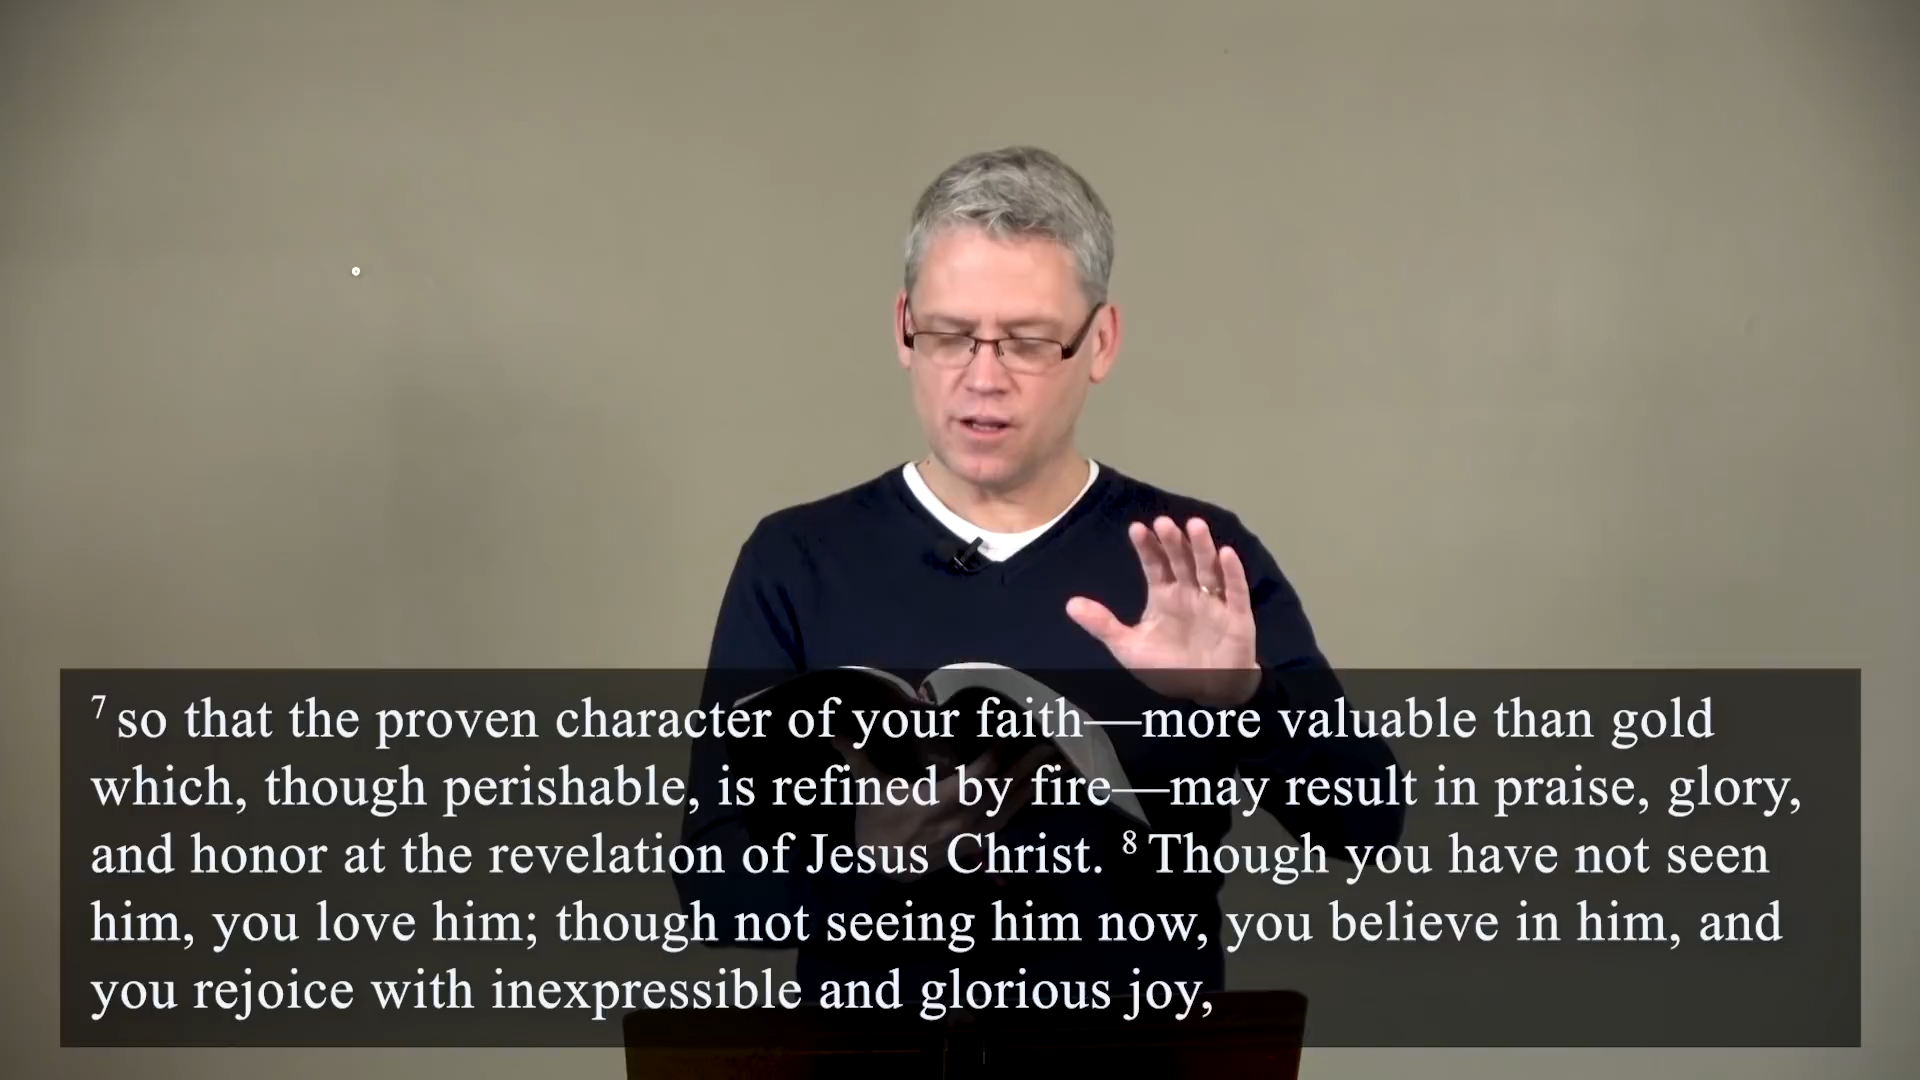 7 so that the proven character of your faith—more valuable than gold
which, though perishable, is refined by fire—may result in praise, glory,
and honor at the revelation of Jesus Christ. 8 Though you have not seen
him, you love him; though not seeing him now, you believe in him, and
you rejoice with inexpressible and glorious joy,